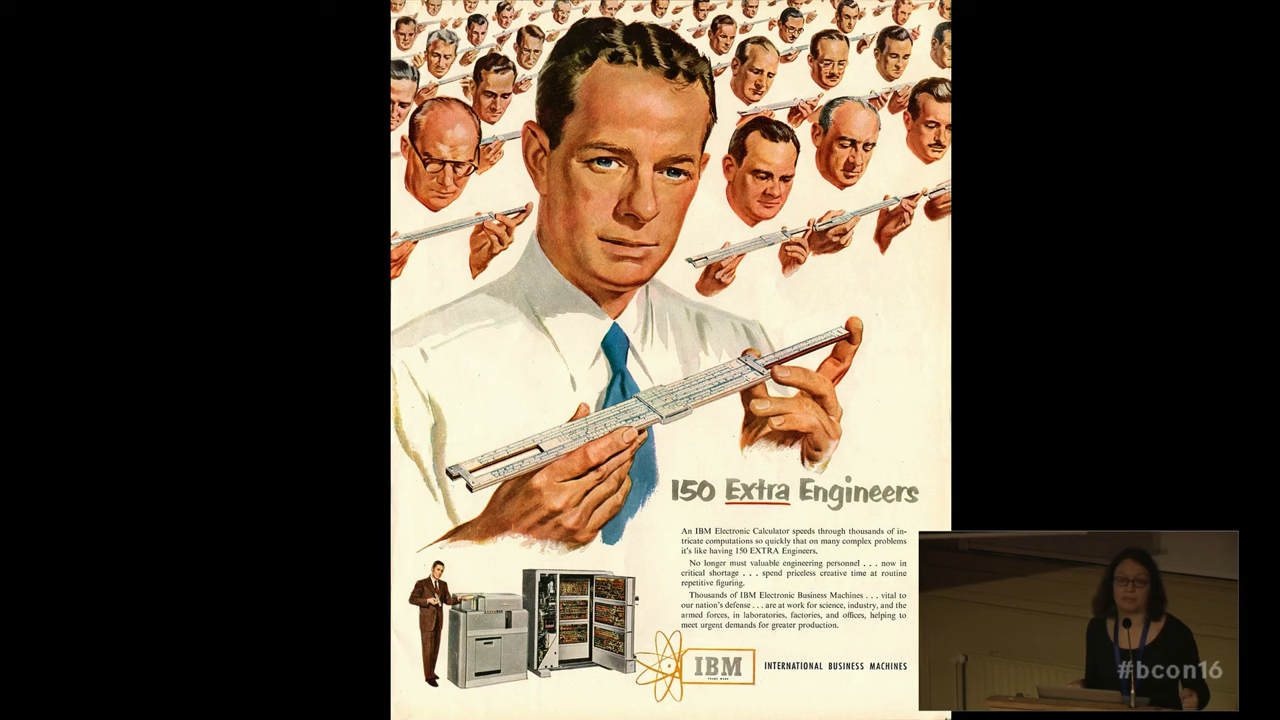 150 Extra Engineers
An IBM Electronic Calculator speeds through thousands of in-
tricate computations so quickly that on many complex problems
it's like having 150 EXTRA Engineers.
No longer must valuable engineering personnel . . . now in
critical shortage . . . spend priceless creative time at routine
repetitive figuring.
Thousands of IBM Electronic Business Machines . . . vital to
our nation's defense . . . are at work for science, industry, and the
armed forces, in laboratories, factories, and offices, helping to
meet urgent demands for greater production.
IBM
TRADE MARK
INTERNATIONAL BUSINESS MACHINES
#bcon16